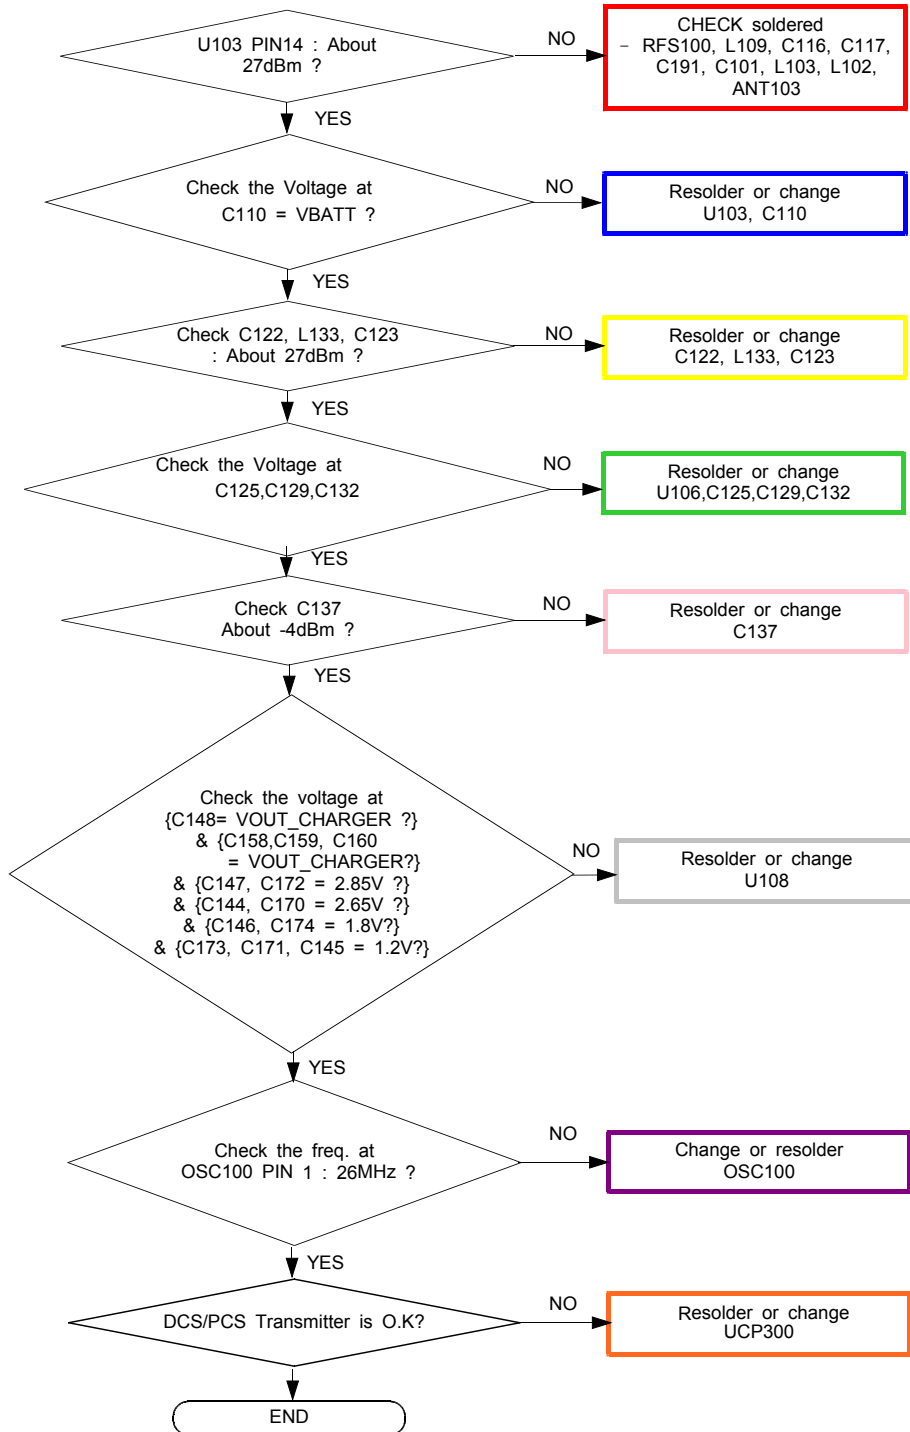 U103 PIN14 : About
27dBm ?
NO
CHECK soldered
- RFS100, L109, C116, C117,
C191, C101, L103, L102,
ANT103
YES
Check the Voltage at
C110 = VBATT ?
NO
Resolder or change
U103, C110
YES
Check C122, L133, C123
: About 27dBm ?
NO
Resolder or change
C122, L133, C123
YES
Check the Voltage at
C125,C129,C132
NO
Resolder or change
U106,C125,C129,C132
YES
Check C137
About -4dBm ?
NO
Resolder or change
C137
YES
Check the voltage at
{C148= VOUT_CHARGER ?}
& {C158,C159, C160
= VOUT_CHARGER?}
& {C147, C172 = 2.85V ?}
& {C144, C170 = 2.65V ?}
& {C146, C174 = 1.8V?}
& {C173, C171, C145 = 1.2V?}
NO
Resolder or change
U108
YES
Check the freq. at
OSC100 PIN 1 : 26MHz ?
NO
Change or resolder
OSC100
YES
DCS/PCS Transmitter is O.K?
NO
Resolder or change
UCP300
END